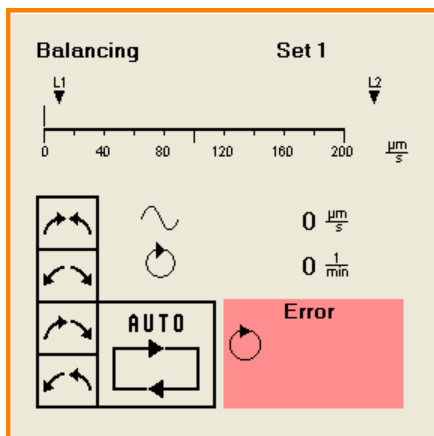 Balancing Set 1
L1 L2
0 40 80 120 160 200 µm/s
0 µm/s
0 1/min
Error
AUTO